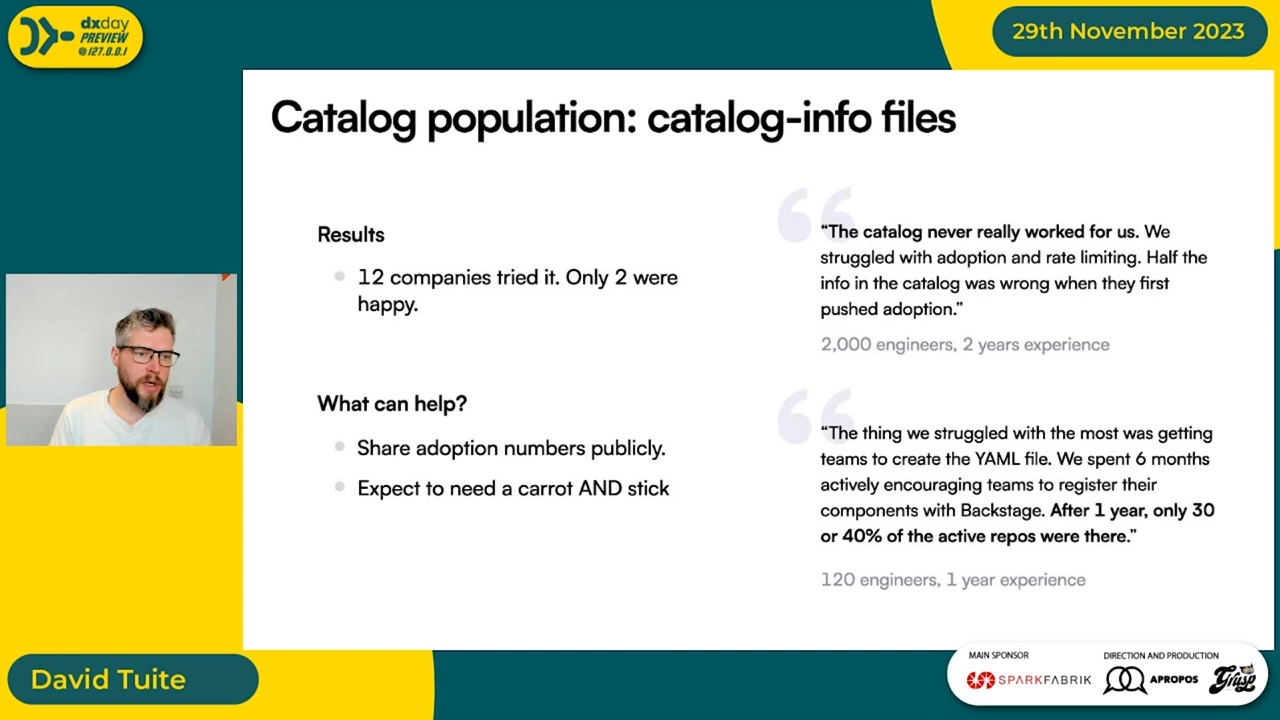 dxday
PREVIEW
@127.0.0.1
29th November 2023
Catalog population: catalog-info files
Results
12 companies tried it. Only 2 were
happy.
What can help?
Share adoption numbers publicly.
Expect to need a carrot AND stick
“The catalog never really worked for us. We
struggled with adoption and rate limiting. Half the
info in the catalog was wrong when they first
pushed adoption.”
2,000 engineers, 2 years experience
“The thing we struggled with the most was getting
teams to create the YAML file. We spent 6 months
actively encouraging teams to register their
components with Backstage. After 1 year, only 30
or 40% of the active repos were there.”
120 engineers, 1 year experience
David Tuite
MAIN SPONSOR
SPARKFABRIK
DIRECTION AND PRODUCTION
APROPOS
Grusp